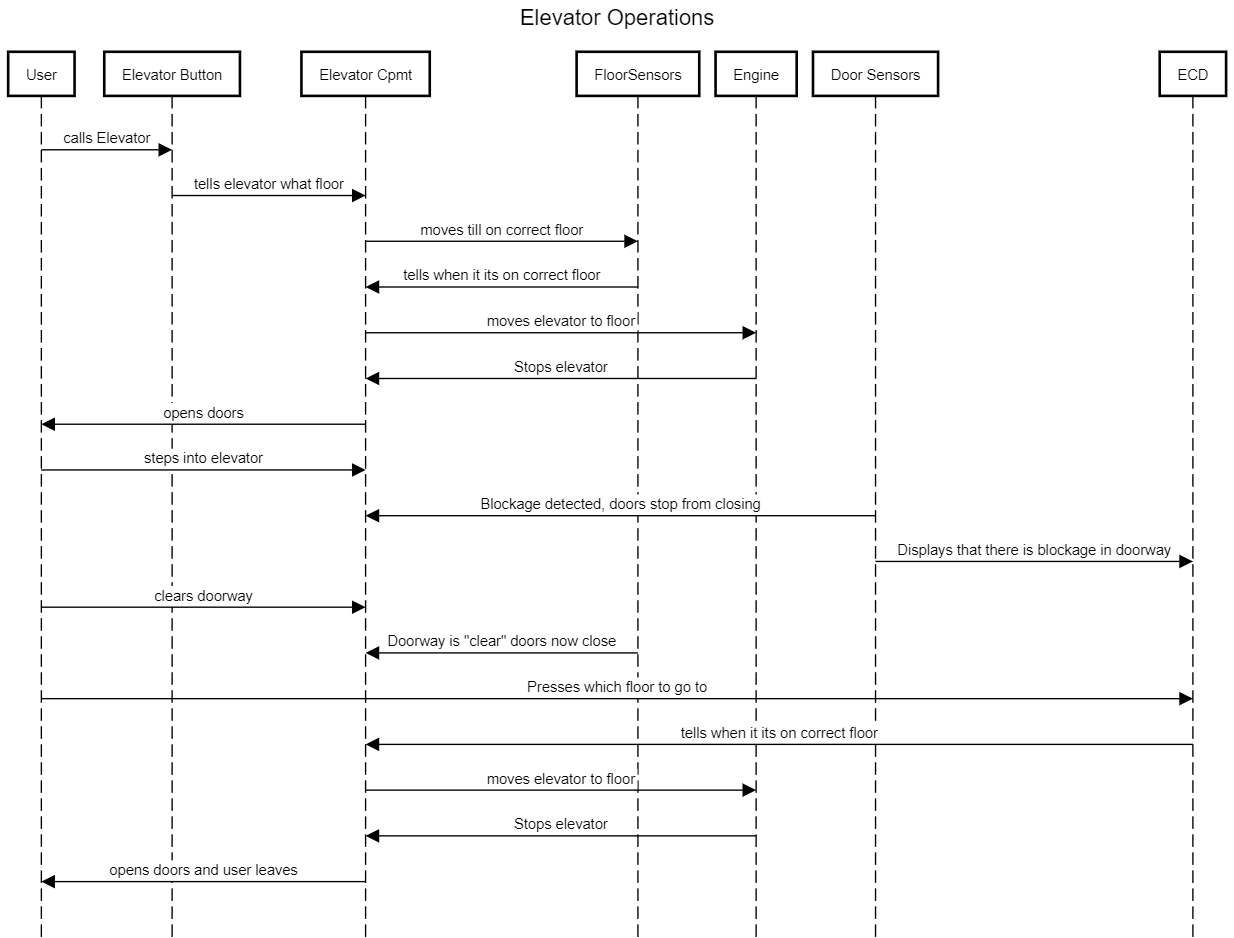 Elevator Operations
User
Elevator Button
Elevator Cpmt
FloorSensors
Engine
Door Sensors
ECD
calls Elevator
tells elevator what floor
moves till on correct floor
tells when it its on correct floor
moves elevator to floor
Stops elevator
opens doors
steps into elevator
Blockage detected, doors stop from closing
Displays that there is blockage in doorway
clears doorway
Doorway is "clear" doors now close
Presses which floor to go to
tells when it its on correct floor
moves elevator to floor
Stops elevator
opens doors and user leaves